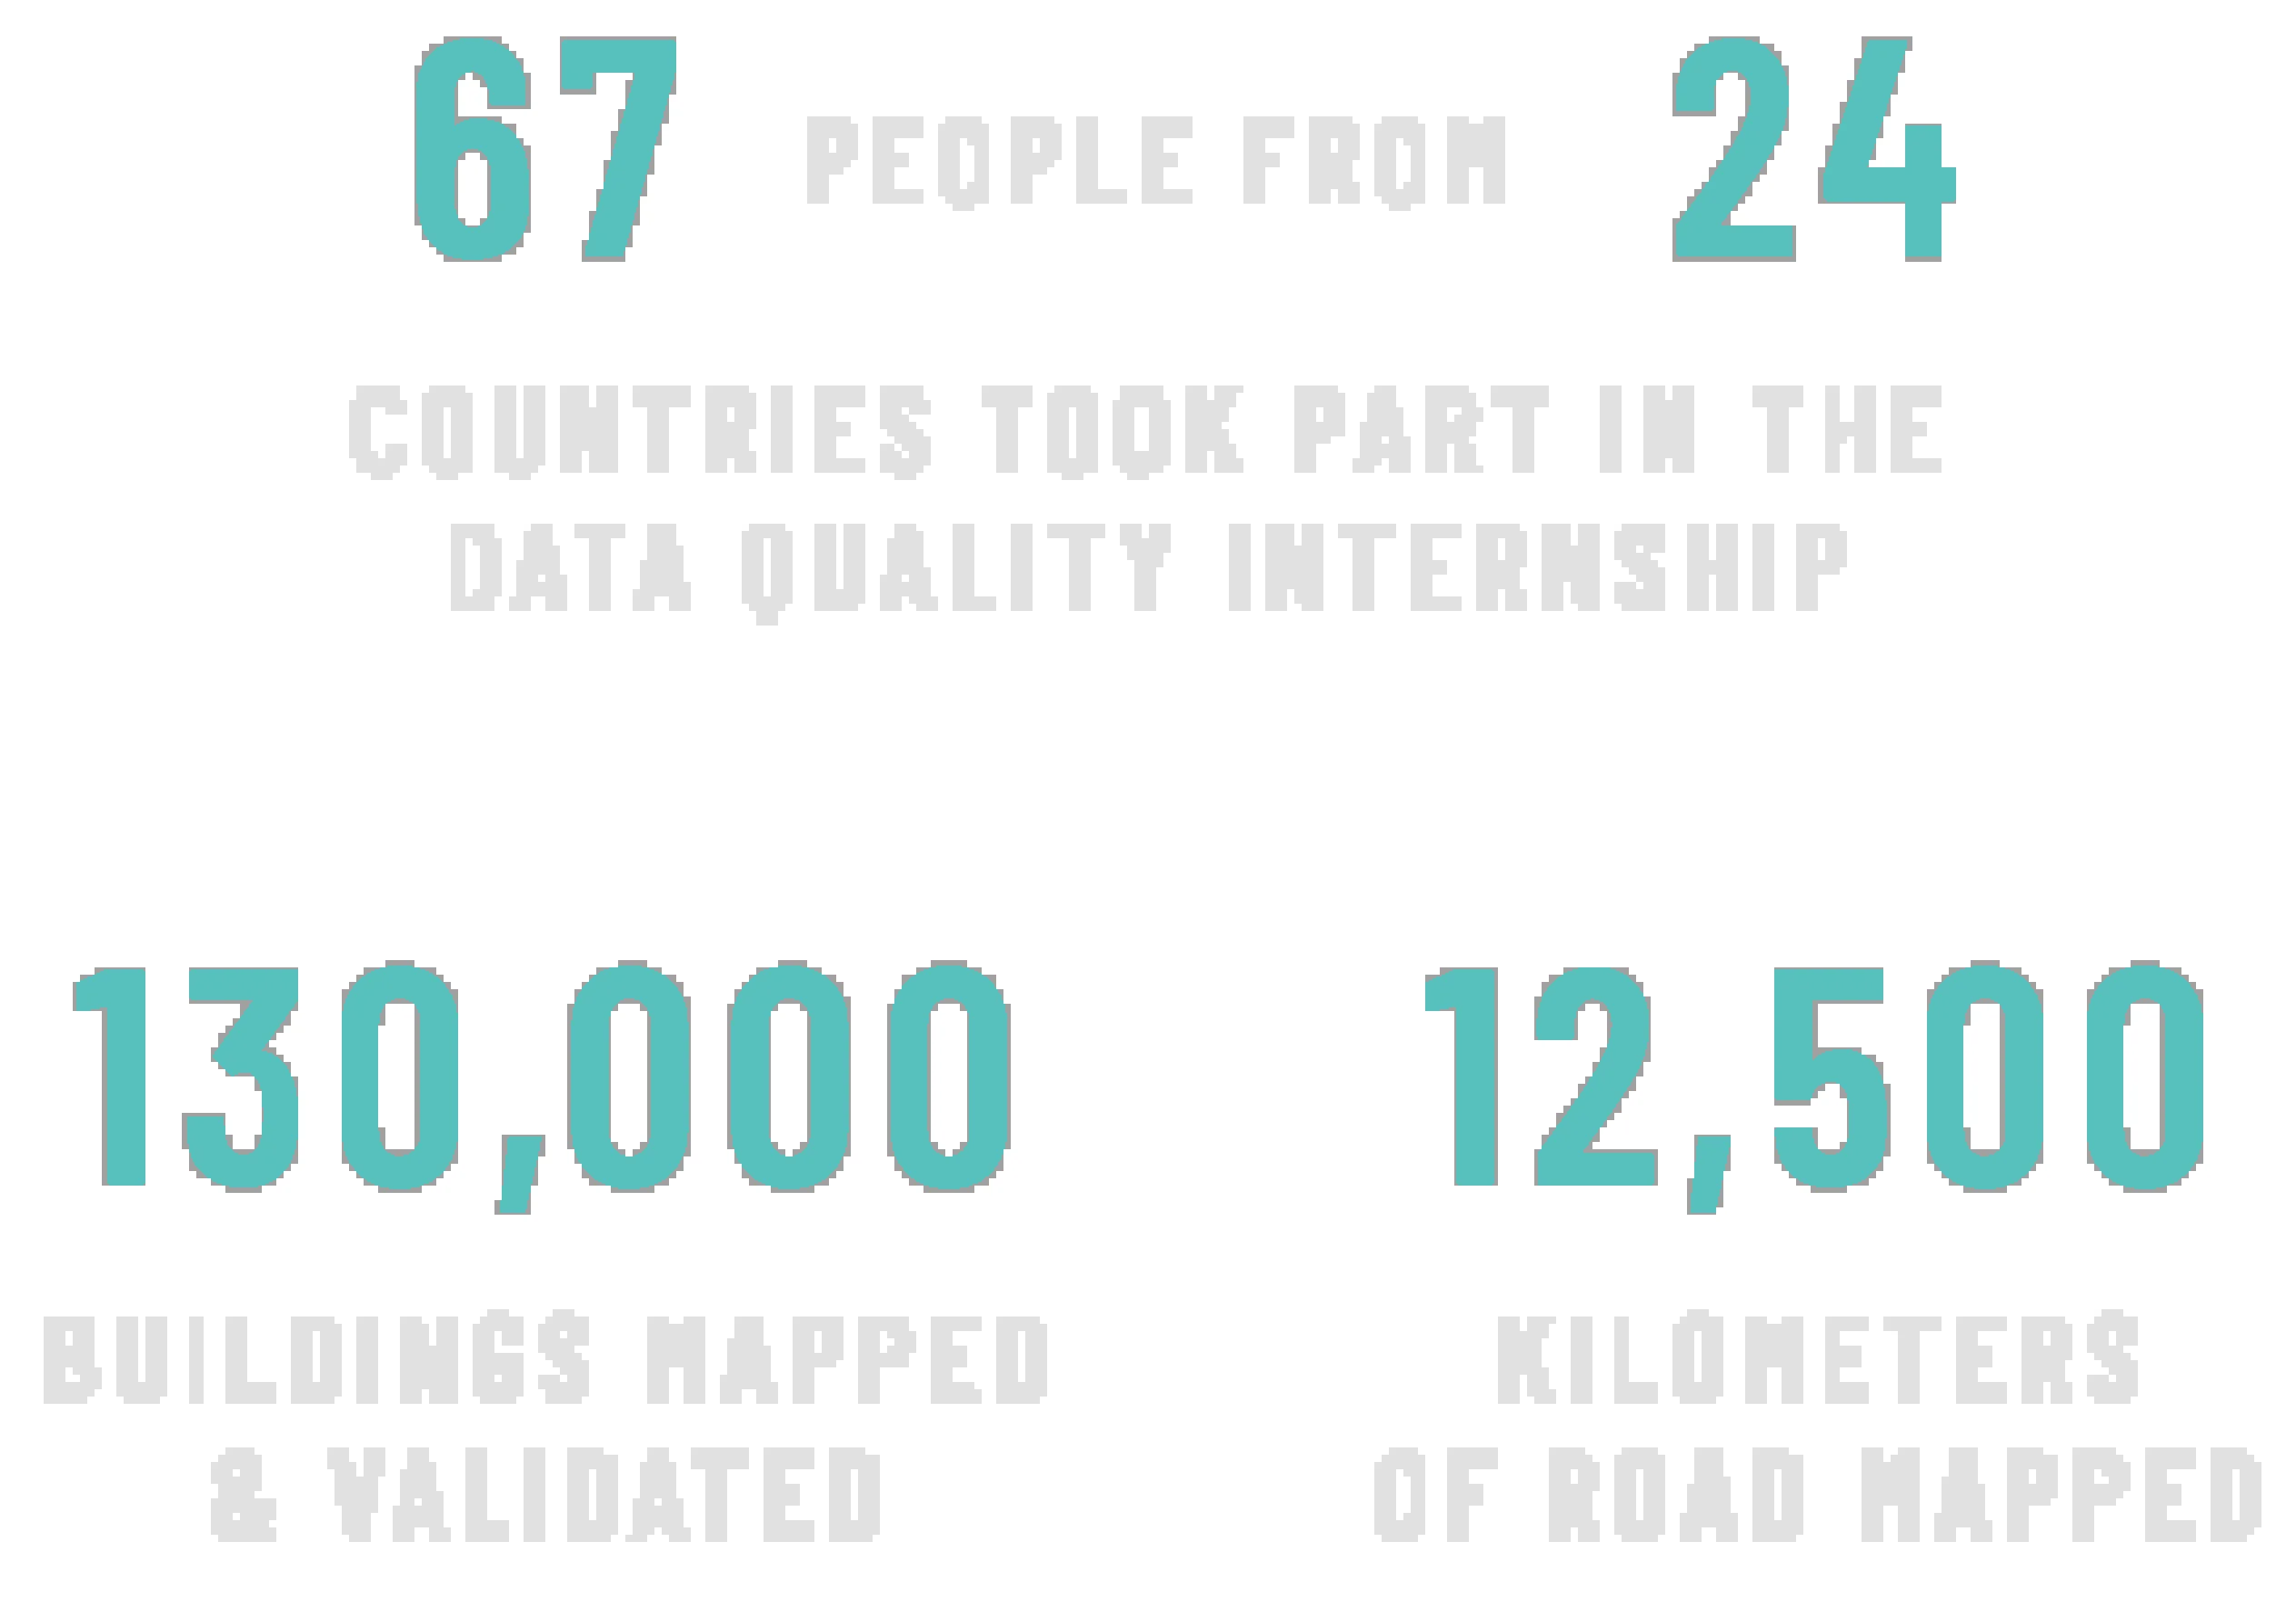 67 PEOPLE FROM 24
COUNTRIES TOOK PART IN THE
DATA QUALITY INTERNSHIP
130,000
BUILDINGS MAPPED
& VALIDATED
12,500
KILOMETERS
OF ROAD MAPPED